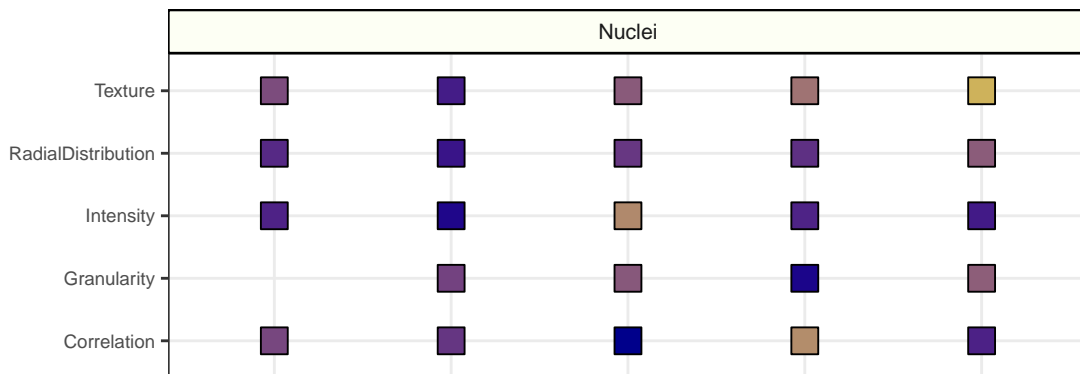 Nuclei
Texture
RadialDistribution
Intensity
Granularity
Correlation